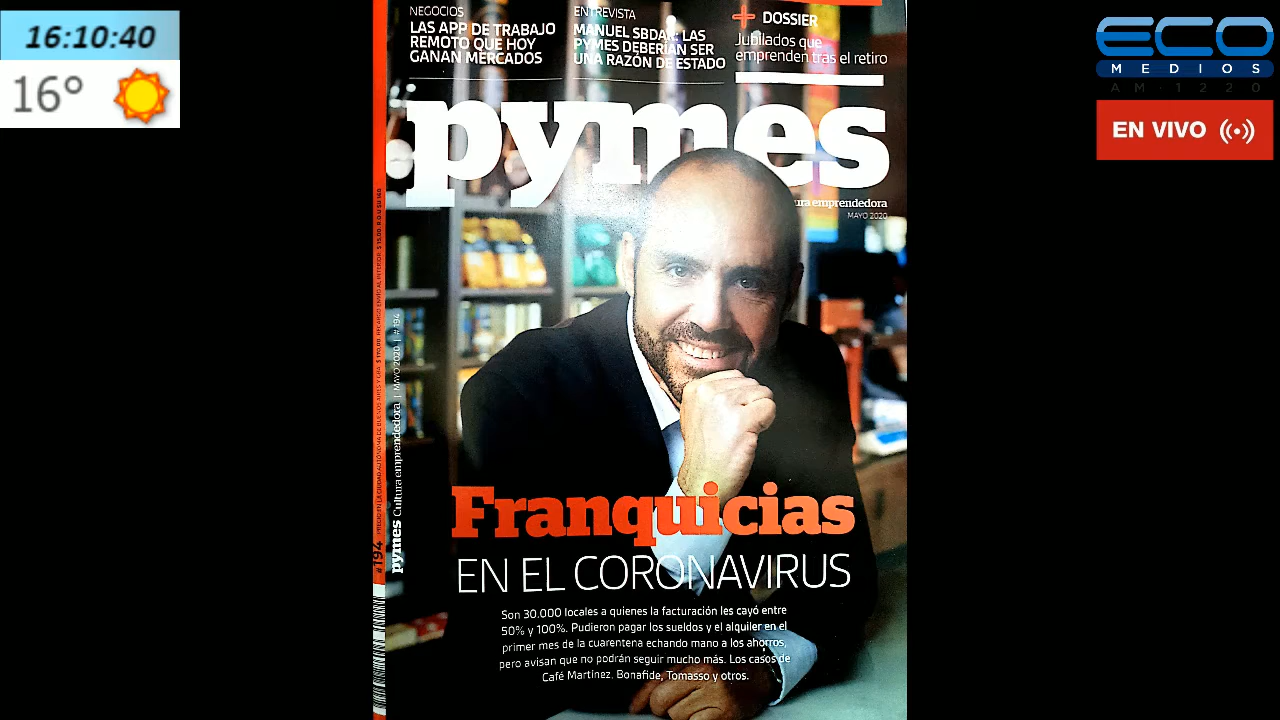 16:10:40
16°
ECO
MEDIOS
AM·1220
EN VIVO
NEGOCIOS
LAS APP DE TRABAJO
REMOTO QUE HOY
GANAN MERCADOS
ENTREVISTA
MANUEL SBDAR: LAS
PYMES DEBERÍAN SER
UNA RAZÓN DE ESTADO
+ DOSSIER
Jubilados que
emprenden tras el retiro
pymes
ura emprendedora
MAYO 2020
Franquicias
EN EL CORONAVIRUS
Son 30.000 locales a quienes la facturación les cayó entre
50% y 100%. Pudieron pagar los sueldos y el alquiler en el
primer mes de la cuarentena echando mano a los ahorros,
pero avisan que no podrán seguir mucho más. Los casos de
Café Martínez, Bonafide, Tomasso y otros.
pymes Cultura emprendedora | MAYO 2020 | #194
#194